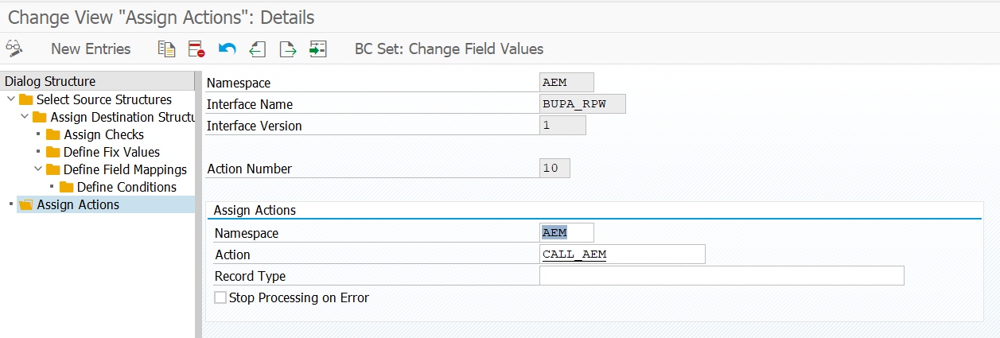 Change View "Assign Actions": Details
New Entries BC Set: Change Field Values
Dialog Structure
Select Source Structures
Assign Destination Structu
Assign Checks
Define Fix Values
Define Field Mappings
Define Conditions
Assign Actions
Namespace AEM
Interface Name BUPA_RPW
Interface Version 1
Action Number 10
Assign Actions
Namespace AEM
Action CALL_AEM
Record Type
Stop Processing on Error